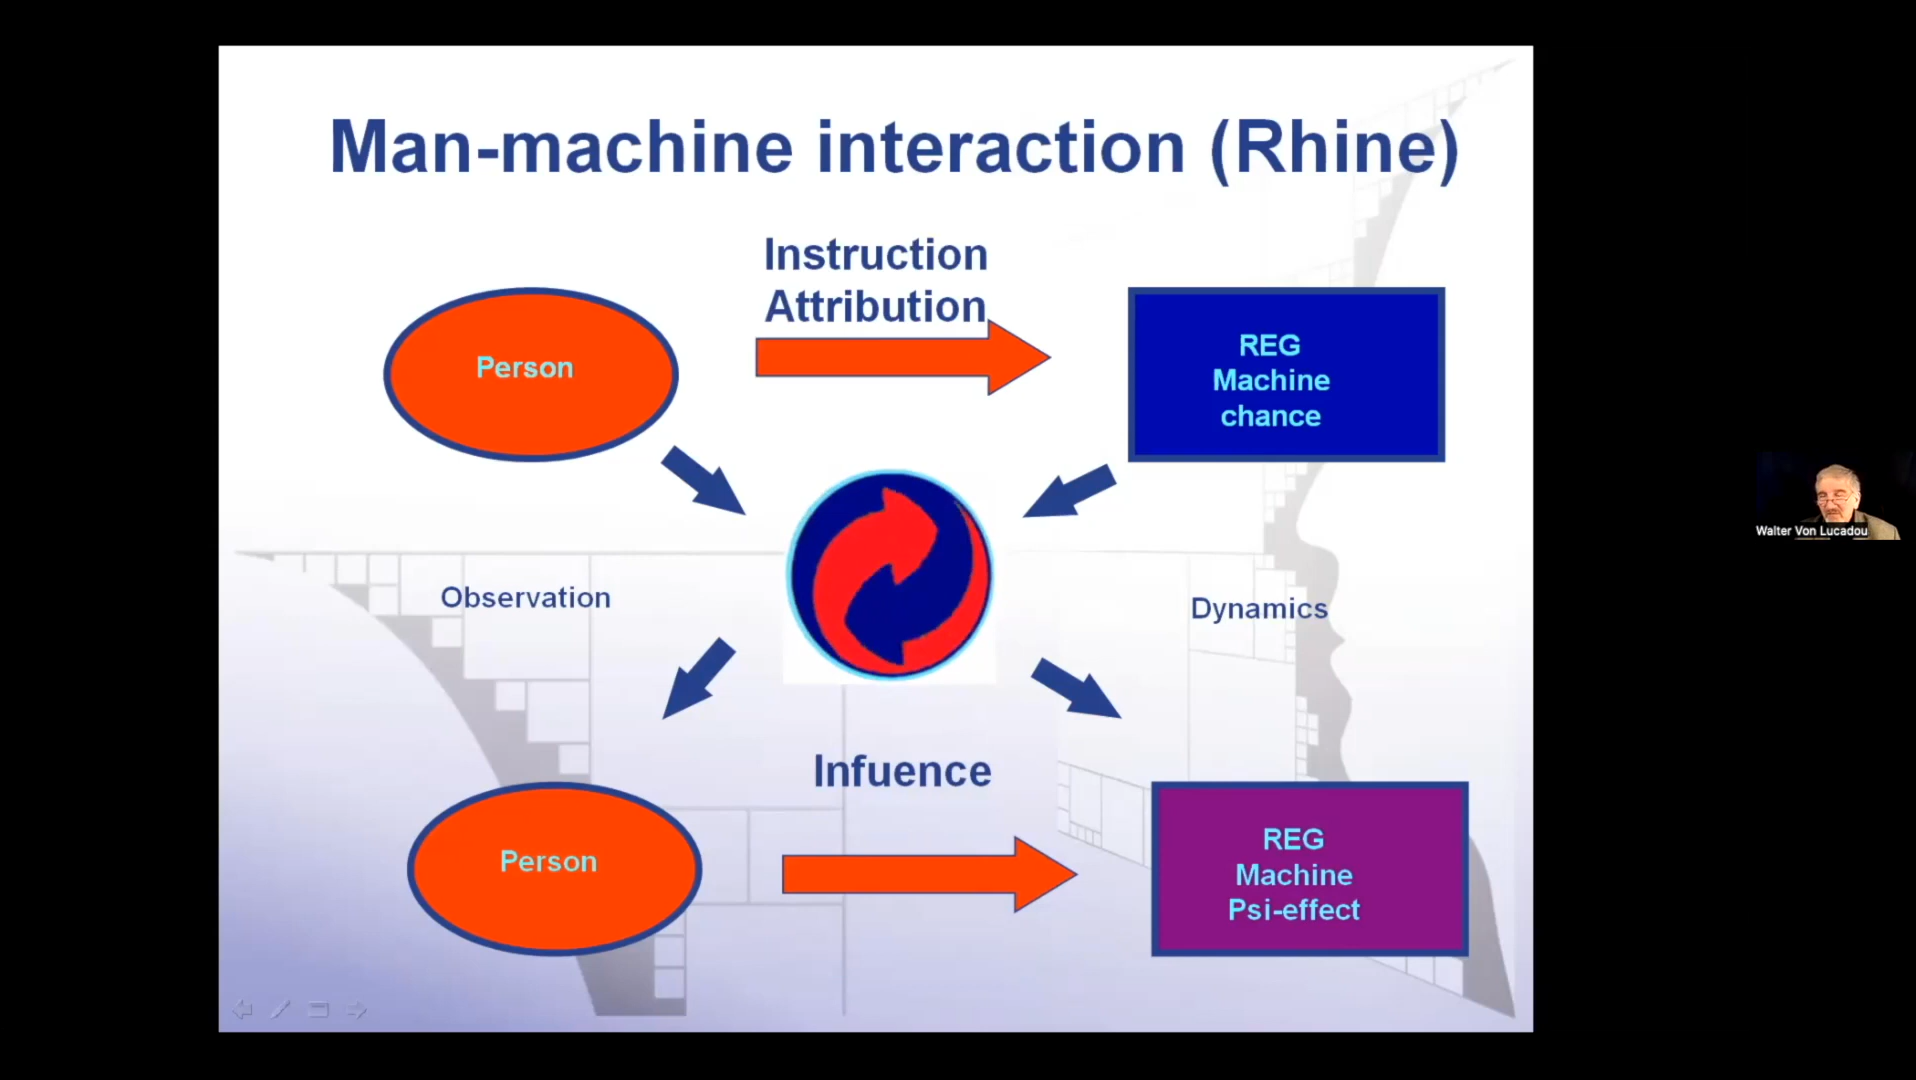 Man-machine interaction (Rhine)
Instruction
Attribution
Person
REG
Machine
chance
Observation
Dynamics
Walter Von Lucadou
Infuence
Person
REG
Machine
Psi-effect